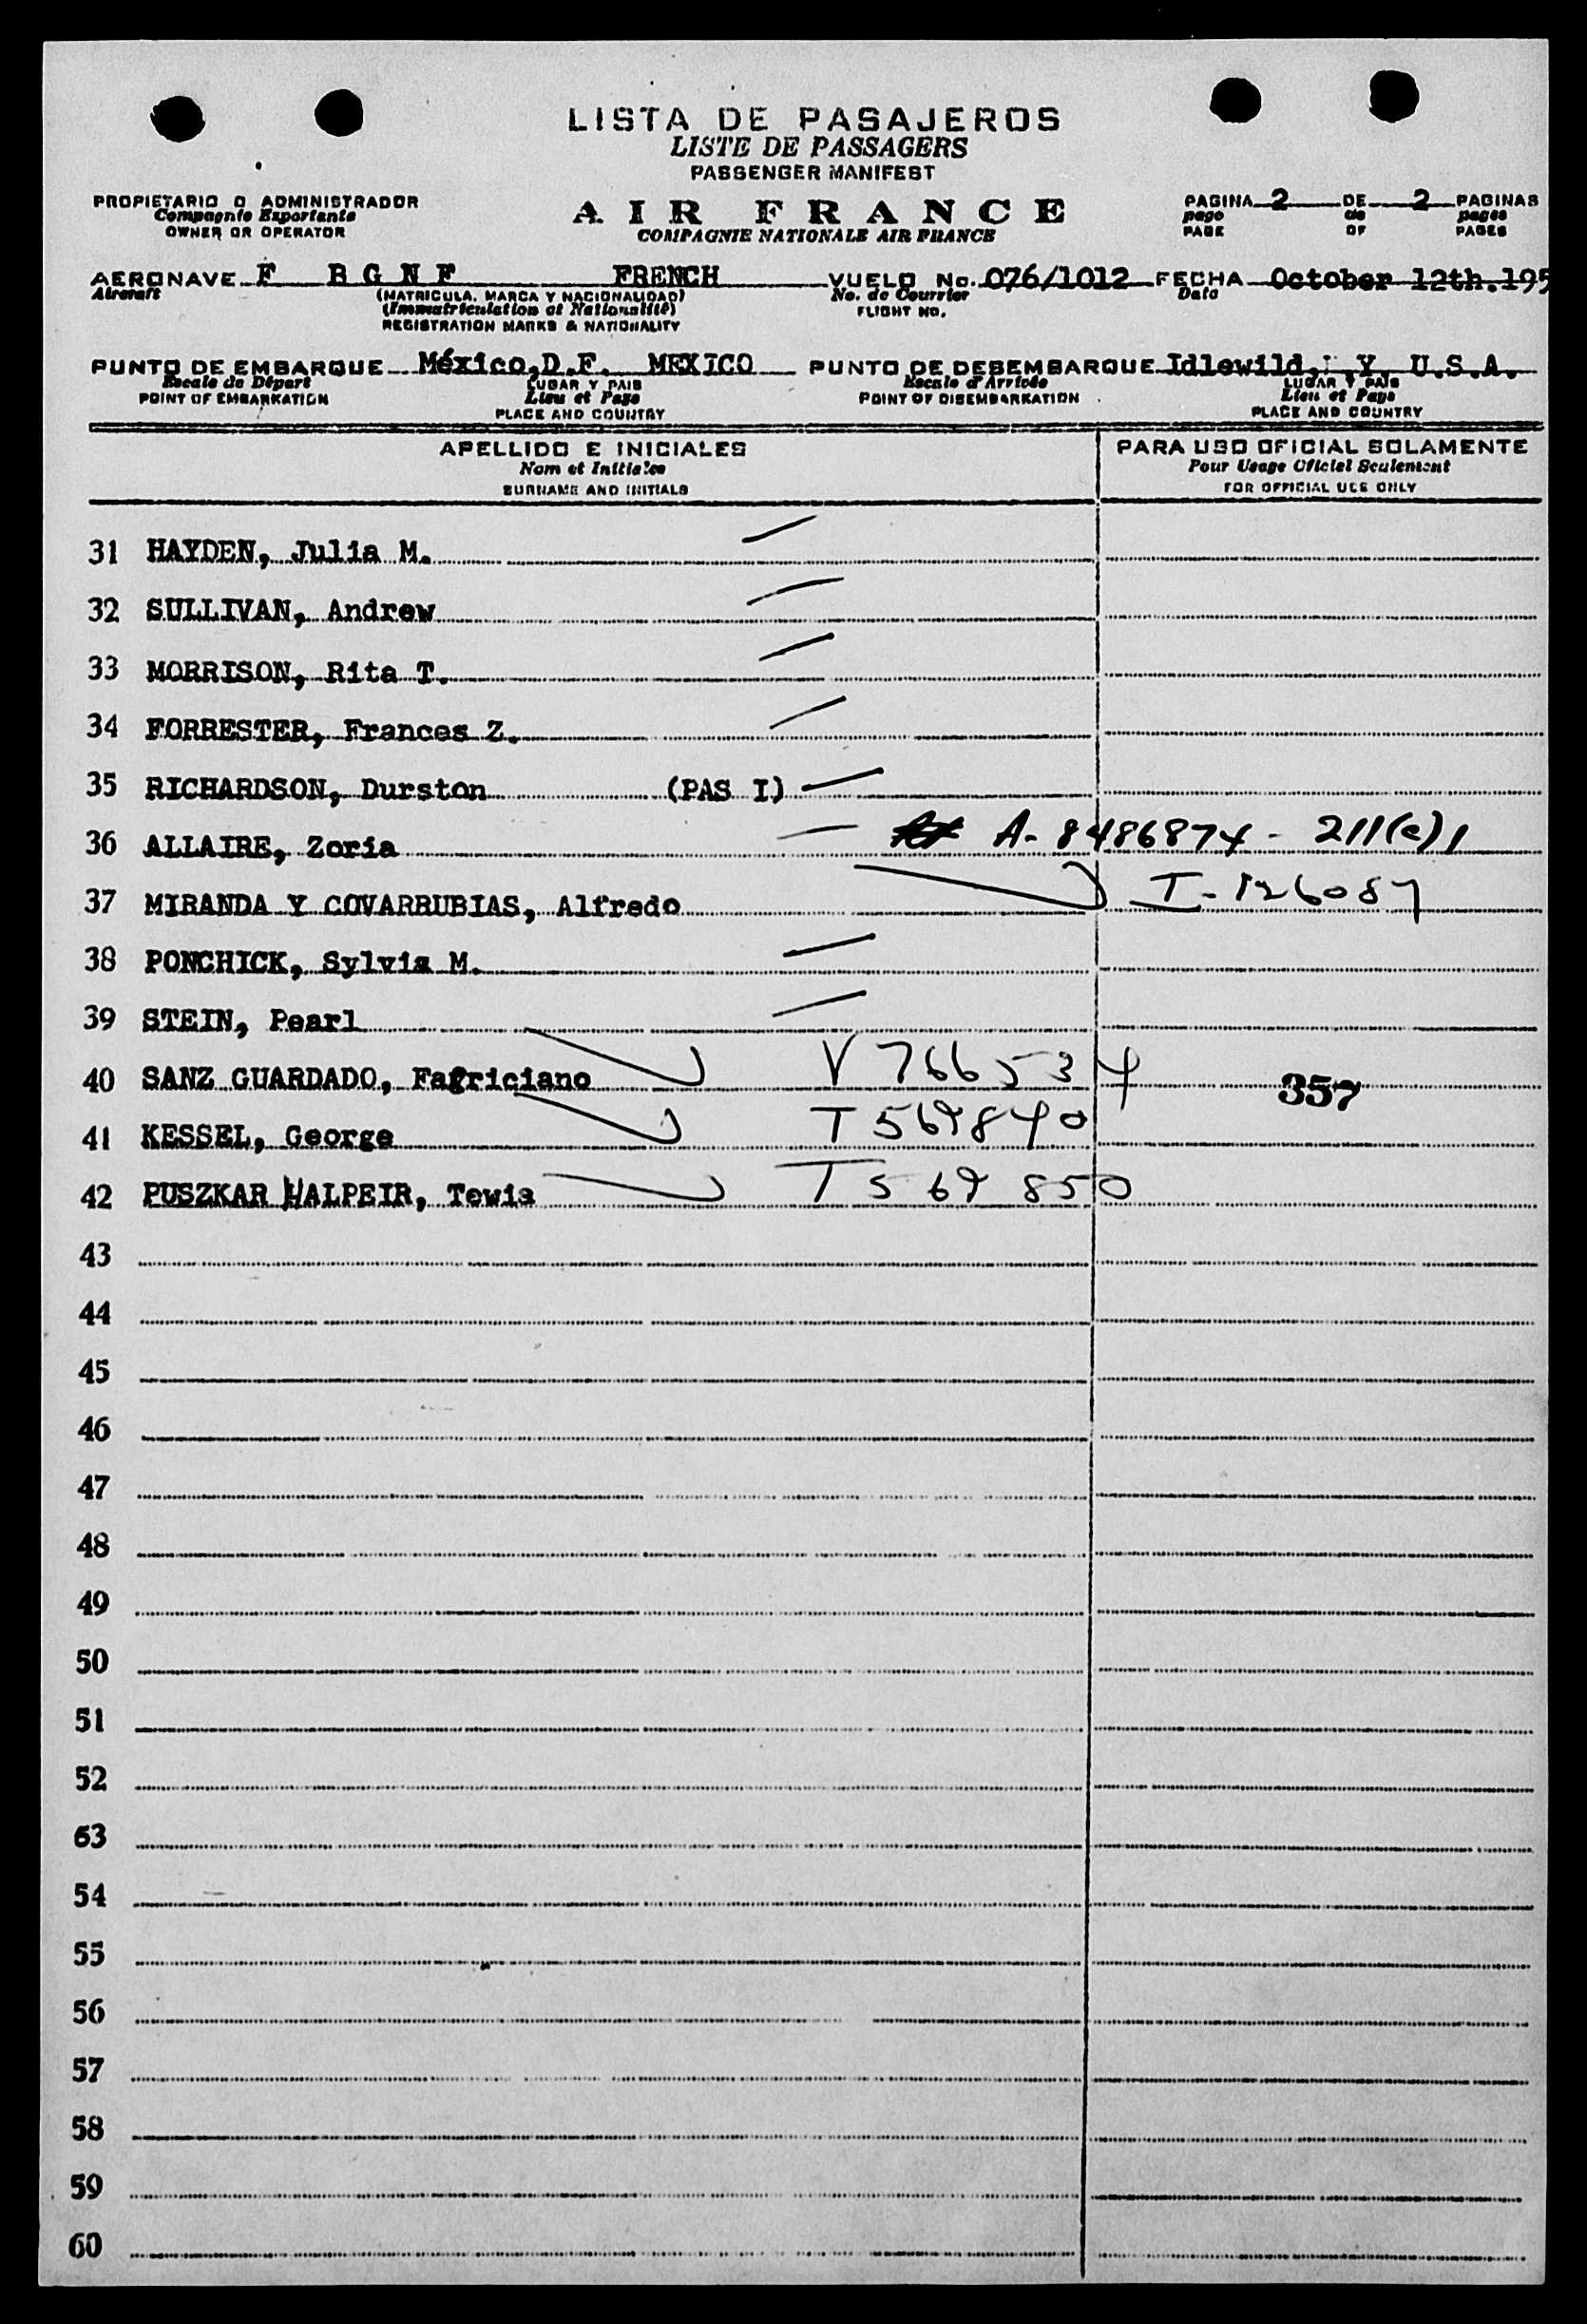 LISTA DE PASAJEROS
LISTE DE PASSAGERS
PASSENGER MANIFEST
PROPIETARIO O ADMINISTRADOR
Compagnie Exportante
OWNER OR OPERATOR
AIR FRANCE
COMPAGNIE NATIONALE AIR FRANCE
PAGINA 2 DE 2 PAGINAS
page de pages
PAGE OF PAGES
AERONAVE F BGNF FRENCH VUELO No. 076/1012 FECHA October 12th.195
Aircraft (MATRICULA, MARCA Y NACIONALIDAD) No. de Courrier Date
(Immatriculation et Nationalité) FLIGHT NO.
REGISTRATION MARKS & NATIONALITY
PUNTO DE EMBARQUE México,D.F. MEXICO PUNTO DE DESEMBARQUE Idlewild, .Y. U.S.A.
Escale de Départ LUGAR Y PAIS Escale d'Arrivée LUGAR Y PAIS
POINT OF EMBARKATION Lieu et Pays POINT OF DISEMBARKATION Lieu et Pays
PLACE AND COUNTRY PLACE AND COUNTRY
APELLIDO E INICIALES PARA USO OFICIAL SOLAMENTE
Nom et Initiales Pour Usage Oficiel Seulement
SURNAME AND INITIALS FOR OFFICIAL USE ONLY
31 HAYDEN, Julia M.
32 SULLIVAN, Andrew
33 MORRISON, Rita T.
34 FORRESTER, Frances Z.
35 RICHARDSON, Durston (PAS I)
36 ALLAIRE, Zoria A-8486874 - 211(e)1
37 MIRANDA Y COVARRUBIAS, Alfredo I-126087
38 PONCHICK, Sylvia M.
39 STEIN, Pearl
40 SANZ GUARDADO, Fagriciano V 766534 357
41 KESSEL, George T 569840
42 PUSZKAR HALPEIR, Tewia T 569 850
43
44
45
46
47
48
49
50
51
52
53
54
55
56
57
58
59
60